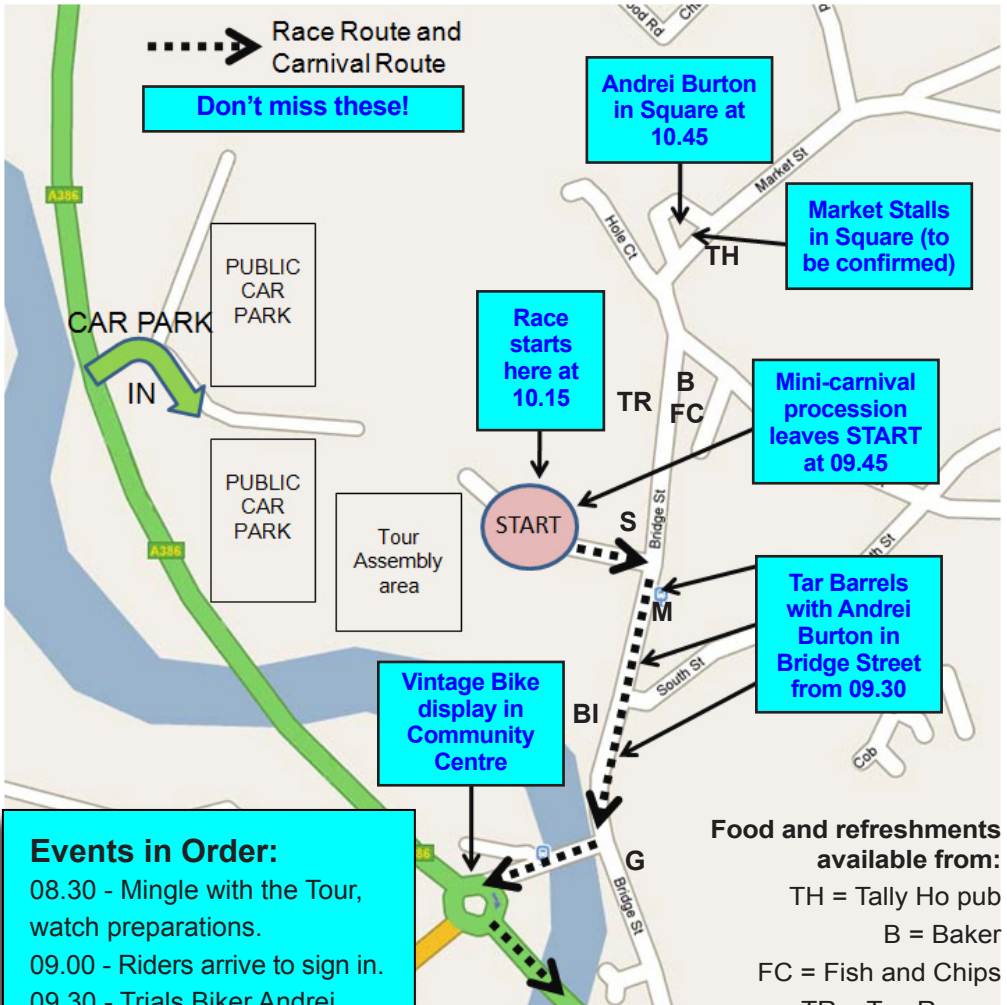 Race Route and
Carnival Route
Don't miss these!
Andrei Burton
in Square at
10.45
Market St
Hole Ct
TH
Market Stalls
in Square (to
be confirmed)
A386
PUBLIC
CAR
PARK
CAR PARK
IN
Race
starts
here at
10.15
TR
B
FC
Mini-carnival
procession
leaves START
at 09.45
PUBLIC
CAR
PARK
A386
Tour
Assembly
area
START
S
Bridge St
M
Tar Barrels
with Andrei
Burton in
Bridge Street
from 09.30
South St
Vintage Bike
display in
Community
Centre
BI
Cob
G
Bridge St
Events in Order:
08.30 - Mingle with the Tour,
watch preparations.
09.00 - Riders arrive to sign in.
09.30 - Trials Biker Andrei
Food and refreshments
available from:
TH = Tally Ho pub
B = Baker
FC = Fish and Chips